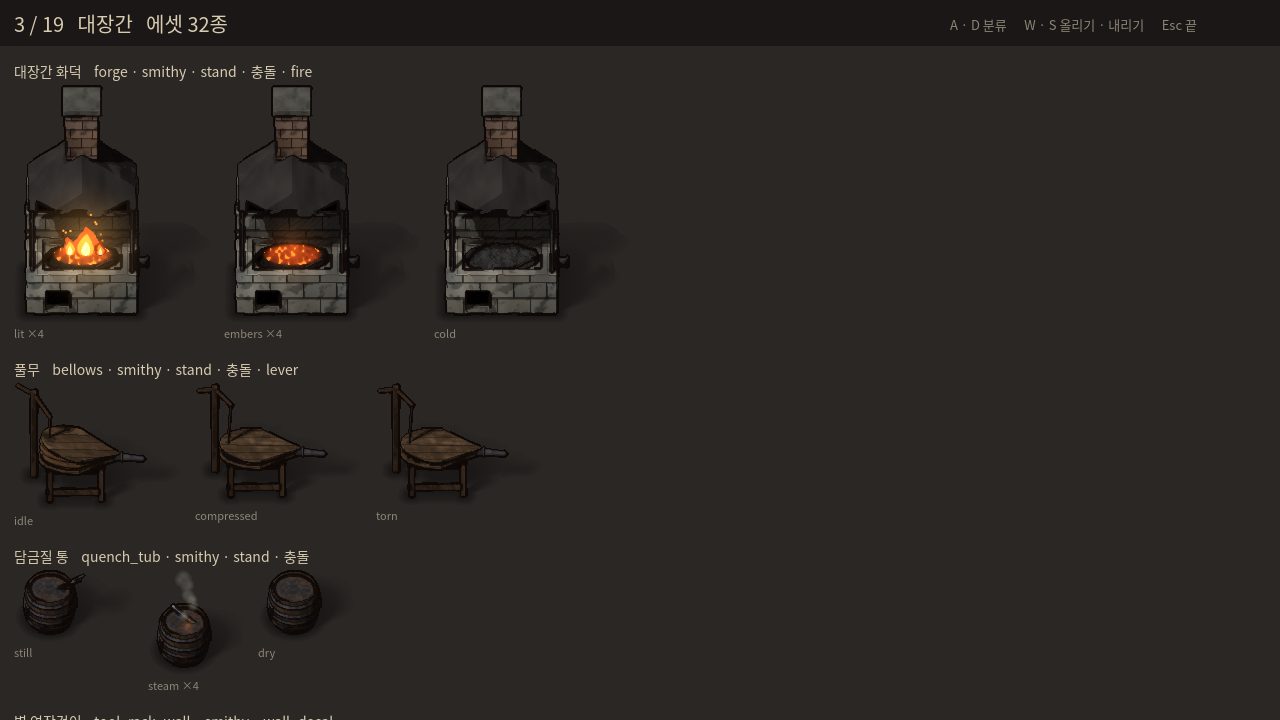 3 / 19 대장간 에셋 32종
A · D 분류 W · S 올리기 · 내리기 Esc 끝
대장간 화덕 forge · smithy · stand · 충돌 · fire
lit ×4
embers ×4
cold
풀무 bellows · smithy · stand · 충돌 · lever
idle
compressed
torn
담금질 통 quench_tub · smithy · stand · 충돌
still
steam ×4
dry